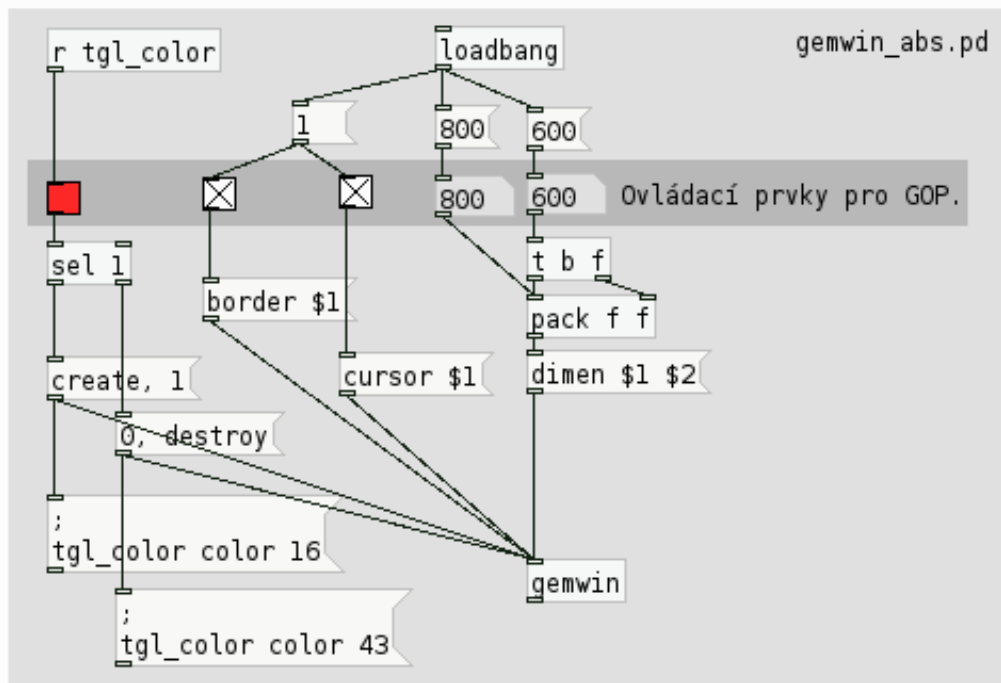 r tgl_color
loadbang
gemwin_abs.pd
1
800
600
800
600
Ovládací prvky pro GOP.
sel 1
t b f
border $1
pack f f
create, 1
cursor $1
dimen $1 $2
0, destroy
;
tgl_color color 16
gemwin
;
tgl_color color 43